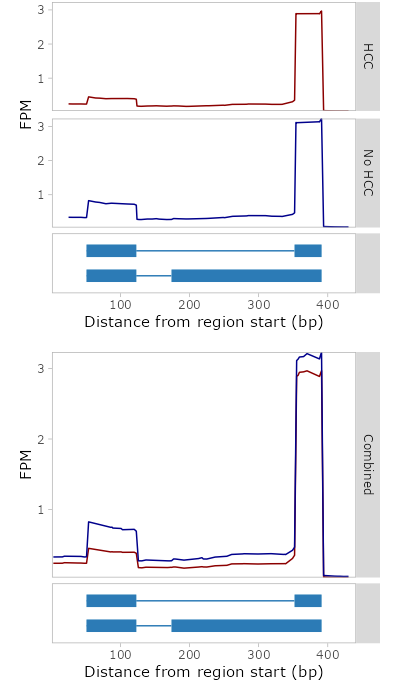 3
2
1
HCC
FPM
3
2
1
No HCC
100 200 300 400
Distance from region start (bp)
3
2
1
FPM
Combined
100 200 300 400
Distance from region start (bp)